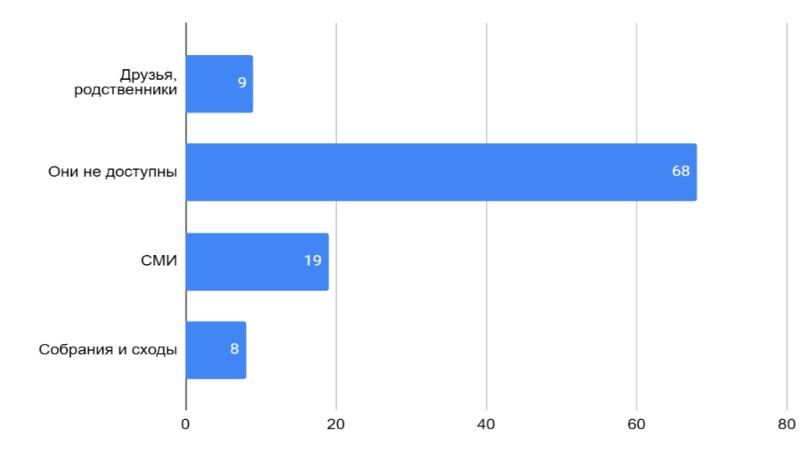 Друзья,
родственники
9
Они не доступны
68
СМИ
19
Собрания и сходы
8
0
20
40
60
80